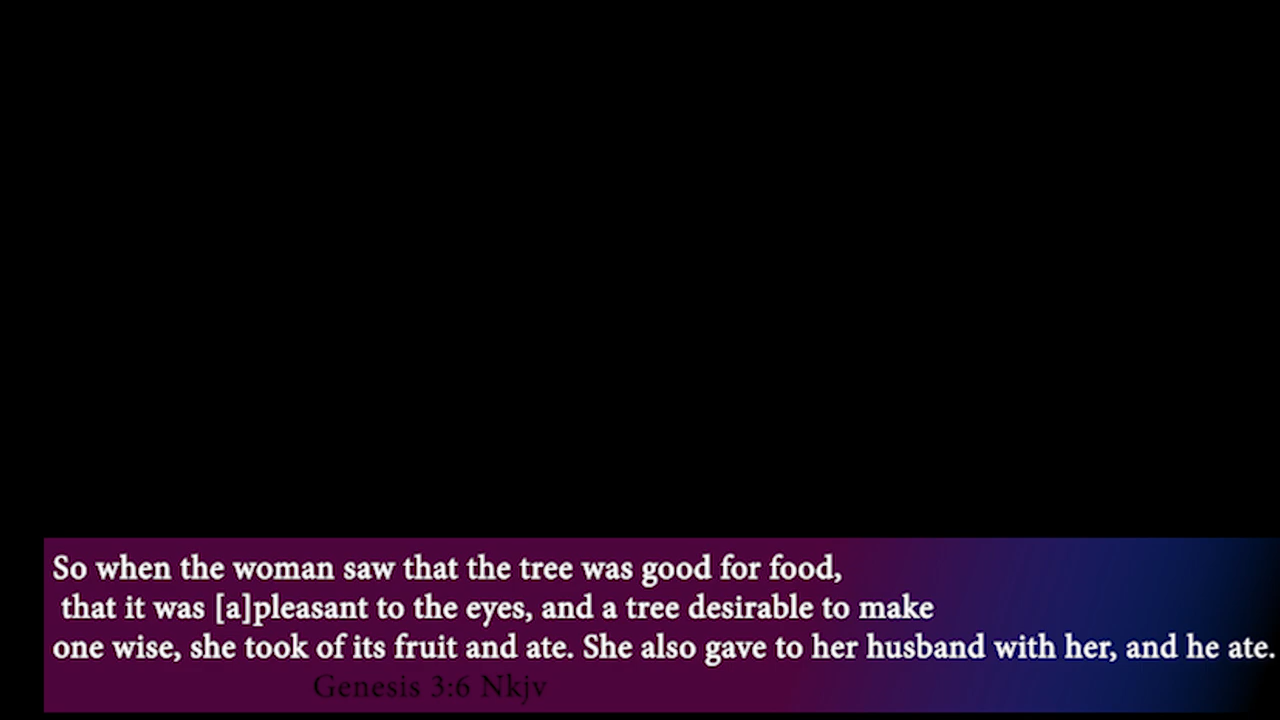 So when the woman saw that the tree was good for food,
that it was [a]pleasant to the eyes, and a tree desirable to make
one wise, she took of its fruit and ate. She also gave to her husband with her, and he ate.
Genesis 3:6 Nkjv